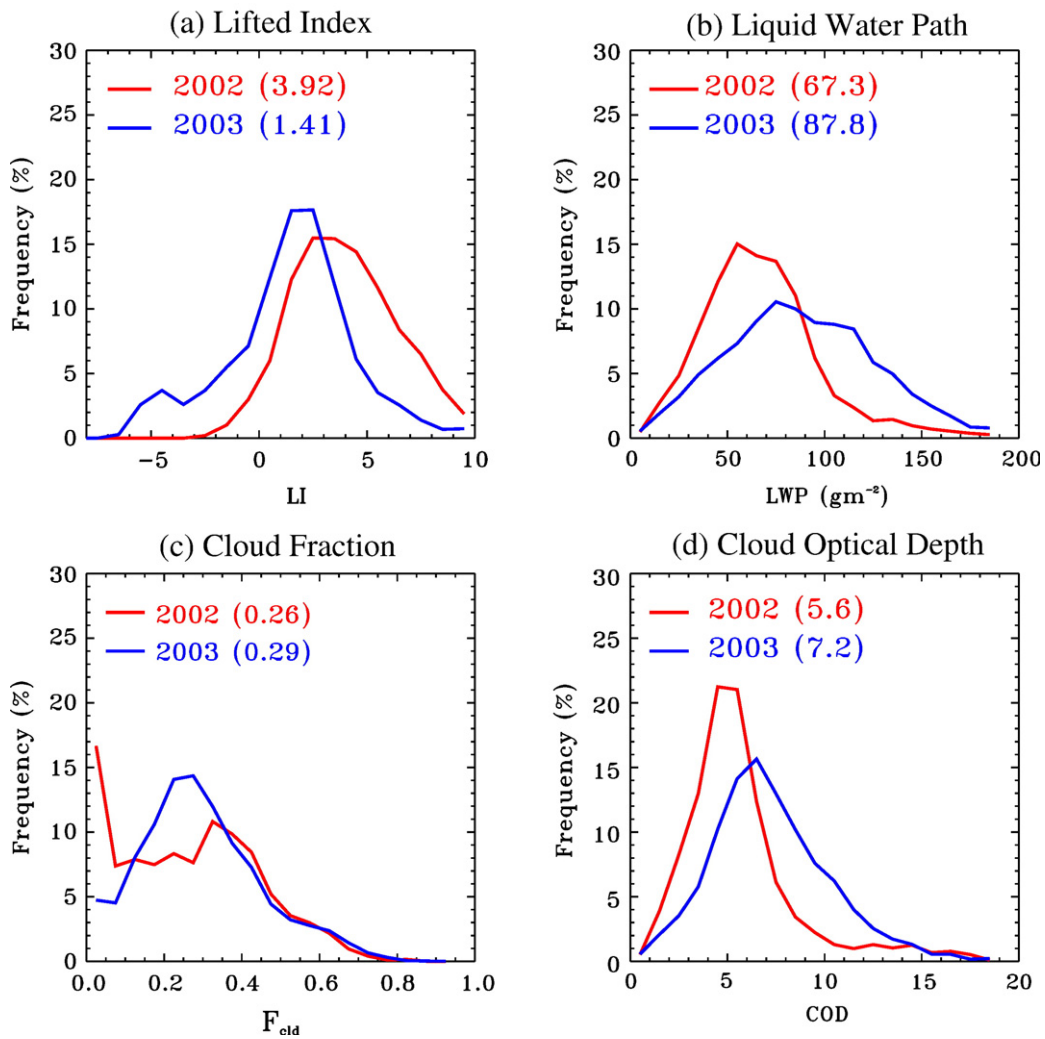 (a) Lifted Index
30
25
20
15
10
5
0
Frequency (%)
2002 (3.92)
2003 (1.41)
−5 0 5 10
LI
(b) Liquid Water Path
30
25
20
15
10
5
0
Frequency (%)
2002 (67.3)
2003 (87.8)
0 50 100 150 200
LWP (gm⁻²)
(c) Cloud Fraction
30
25
20
15
10
5
0
Frequency (%)
2002 (0.26)
2003 (0.29)
0.0 0.2 0.4 0.6 0.8 1.0
F_cld
(d) Cloud Optical Depth
30
25
20
15
10
5
0
Frequency (%)
2002 (5.6)
2003 (7.2)
0 5 10 15 20
COD